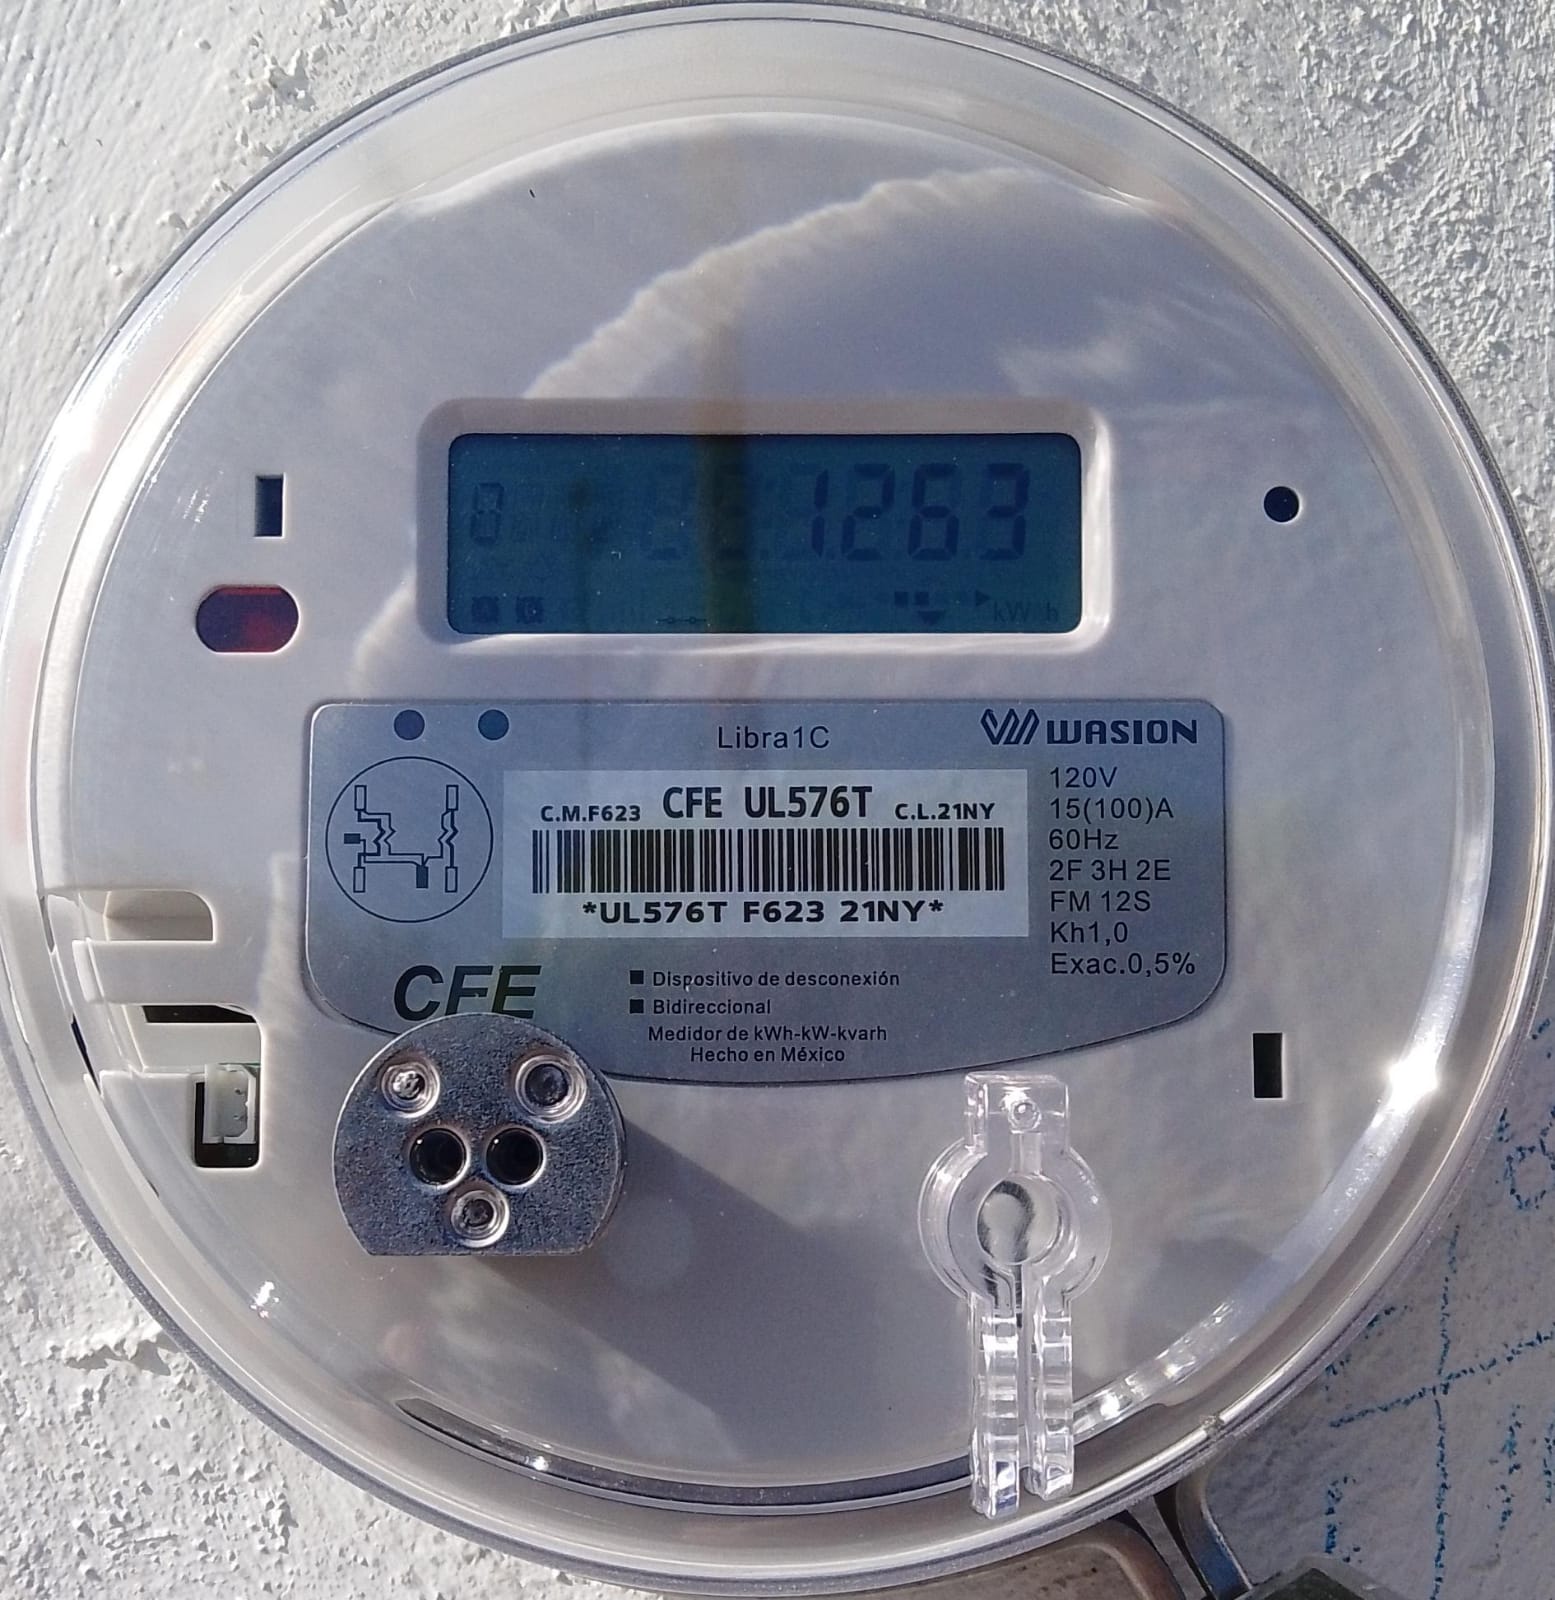 1263
kW h
Libra1C
WASION
C.M.F623 CFE UL576T C.L.21NY
*UL576T F623 21NY*
120V
15(100)A
60Hz
2F 3H 2E
FM 12S
Kh1,0
Exac.0,5%
CFE
Dispositivo de desconexión
Bidireccional
Medidor de kWh-kW-kvarh
Hecho en México